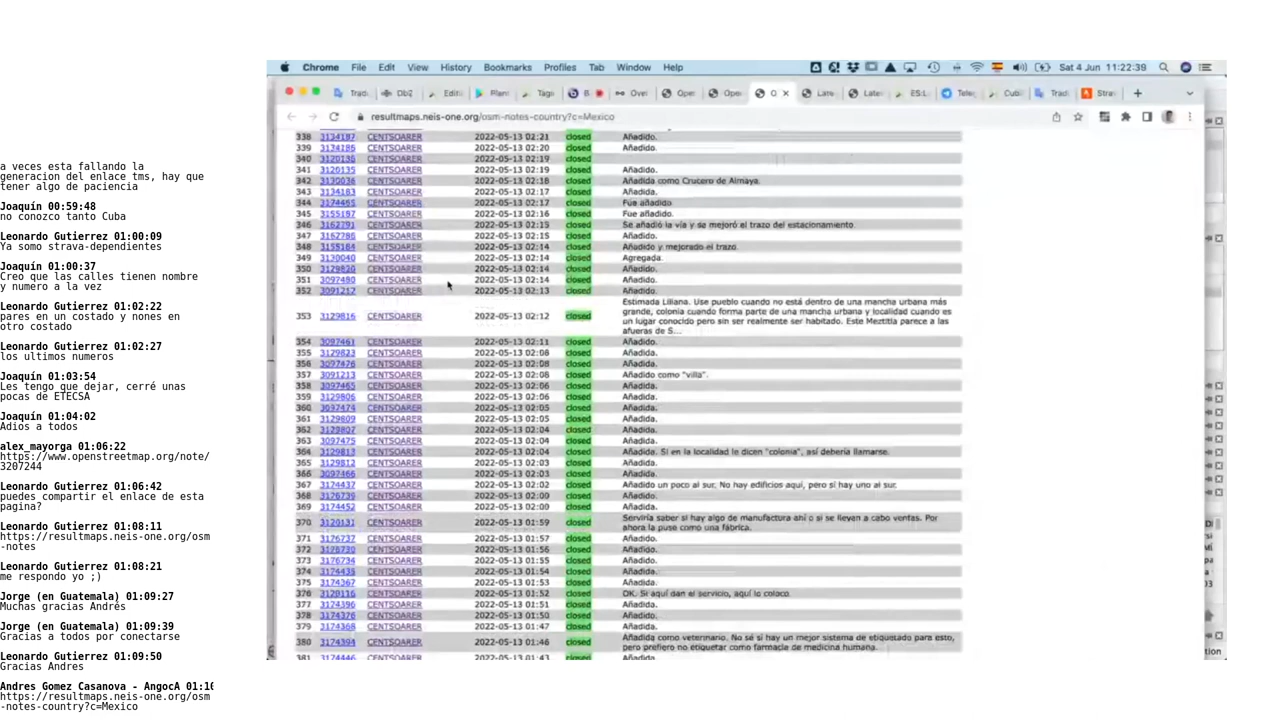 a veces esta fallando la
generacion del enlace tms, hay que
tener algo de paciencia
Joaquín 00:59:48
no conozco tanto Cuba
Leonardo Gutierrez 01:00:09
Ya somo strava-dependientes
Joaquín 01:00:37
Creo que las calles tienen nombre
y numero a la vez
Leonardo Gutierrez 01:02:22
pares en un costado y nones en
otro costado
Leonardo Gutierrez 01:02:27
los ultimos numeros
Joaquín 01:03:54
Les tengo que dejar, cerré unas
pocas de ETECSA
Joaquín 01:04:02
Adios a todos
alex_mayorga 01:06:22
https://www.openstreetmap.org/note/
3207244
Leonardo Gutierrez 01:06:42
puedes compartir el enlace de esta
pagina?
Leonardo Gutierrez 01:08:11
https://resultmaps.neis-one.org/osm
-notes
Leonardo Gutierrez 01:08:21
me respondo yo ;)
Jorge (en Guatemala) 01:09:27
Muchas gracias Andrés
Jorge (en Guatemala) 01:09:39
Gracias a todos por conectarse
Leonardo Gutierrez 01:09:50
Gracias Andres
Andres Gomez Casanova - AngocA 01:10
https://resultmaps.neis-one.org/osm
-notes-country?c=Mexico
Chrome File Edit View History Bookmarks Profiles Tab Window Help Sat 4 Jun 11:22:39
resultmaps.neis-one.org/osm-notes-country?c=Mexico
338 3134187 CENTSOARER 2022-05-13 02:21 closed Añadido.
339 3134186 CENTSOARER 2022-05-13 02:20 closed Añadido.
340 3120136 CENTSOARER 2022-05-13 02:19 closed
341 3120135 CENTSOARER 2022-05-13 02:19 closed Añadido.
342 3130036 CENTSOARER 2022-05-13 02:18 closed Añadida como Crucero de Almaya.
343 3134183 CENTSOARER 2022-05-13 02:17 closed Añadido.
344 3174465 CENTSOARER 2022-05-13 02:17 closed Fue añadido
345 3155187 CENTSOARER 2022-05-13 02:16 closed Fue añadido.
346 3162791 CENTSOARER 2022-05-13 02:15 closed Se añadió la vía y se mejoró el trazo del estacionamiento.
347 3162786 CENTSOARER 2022-05-13 02:15 closed Añadido.
348 3155184 CENTSOARER 2022-05-13 02:14 closed Añadido y mejorado el trazo.
349 3130040 CENTSOARER 2022-05-13 02:14 closed Agregada.
350 3129820 CENTSOARER 2022-05-13 02:14 closed Añadido.
351 3097480 CENTSOARER 2022-05-13 02:14 closed Añadido.
352 3091212 CENTSOARER 2022-05-13 02:13 closed Añadido.
Estimada Liliana. Use pueblo cuando no está dentro de una mancha urbana más
grande, colonia cuando forma parte de una mancha urbana y localidad cuando es
353 3129816 CENTSOARER 2022-05-13 02:12 closed un lugar conocido pero sin ser realmente ser habitado. Este Meztitla parece a las
afueras de S...
354 3097461 CENTSOARER 2022-05-13 02:11 closed Añadido.
355 3129823 CENTSOARER 2022-05-13 02:08 closed Añadida.
356 3097476 CENTSOARER 2022-05-13 02:08 closed Añadida.
357 3091213 CENTSOARER 2022-05-13 02:08 closed Añadido como "villa".
358 3097465 CENTSOARER 2022-05-13 02:06 closed Añadida.
359 3129806 CENTSOARER 2022-05-13 02:06 closed Añadida.
360 3097474 CENTSOARER 2022-05-13 02:05 closed Añadida.
361 3129809 CENTSOARER 2022-05-13 02:05 closed Añadida.
362 3129807 CENTSOARER 2022-05-13 02:04 closed Añadida.
363 3097475 CENTSOARER 2022-05-13 02:04 closed Añadida.
364 3129813 CENTSOARER 2022-05-13 02:04 closed Añadida. Si en la localidad le dicen "colonia", así debería llamarse.
365 3129812 CENTSOARER 2022-05-13 02:03 closed Añadida.
366 3097466 CENTSOARER 2022-05-13 02:03 closed Añadida.
367 3174437 CENTSOARER 2022-05-13 02:02 closed Añadido un poco al sur. No hay edificios aquí, pero sí hay uno al sur.
368 3176739 CENTSOARER 2022-05-13 02:00 closed Añadido.
369 3174452 CENTSOARER 2022-05-13 02:00 closed Añadida.
370 3120131 CENTSOARER 2022-05-13 01:59 closed Serviría saber si hay algo de manufactura ahí o si se llevan a cabo ventas. Por
ahora la puse como una fábrica.
371 3176737 CENTSOARER 2022-05-13 01:57 closed Añadido.
372 3176730 CENTSOARER 2022-05-13 01:56 closed Añadido.
373 3176734 CENTSOARER 2022-05-13 01:55 closed Añadido.
374 3174435 CENTSOARER 2022-05-13 01:54 closed Añadida.
375 3174367 CENTSOARER 2022-05-13 01:53 closed Añadido.
376 3120116 CENTSOARER 2022-05-13 01:52 closed OK. Si aquí dan el servicio, aquí lo coloco.
377 3174396 CENTSOARER 2022-05-13 01:51 closed Añadido.
378 3174376 CENTSOARER 2022-05-13 01:50 closed Añadido.
379 3174368 CENTSOARER 2022-05-13 01:47 closed Añadida.
380 3174394 CENTSOARER 2022-05-13 01:46 closed Añadida como veterinario. No sé si hay un mejor sistema de etiquetado para esto,
pero prefiero no etiquetar como farmacia de medicina humana.
381 3174446 CENTSOARER 2022-05-13 01:43 closed Añadida.